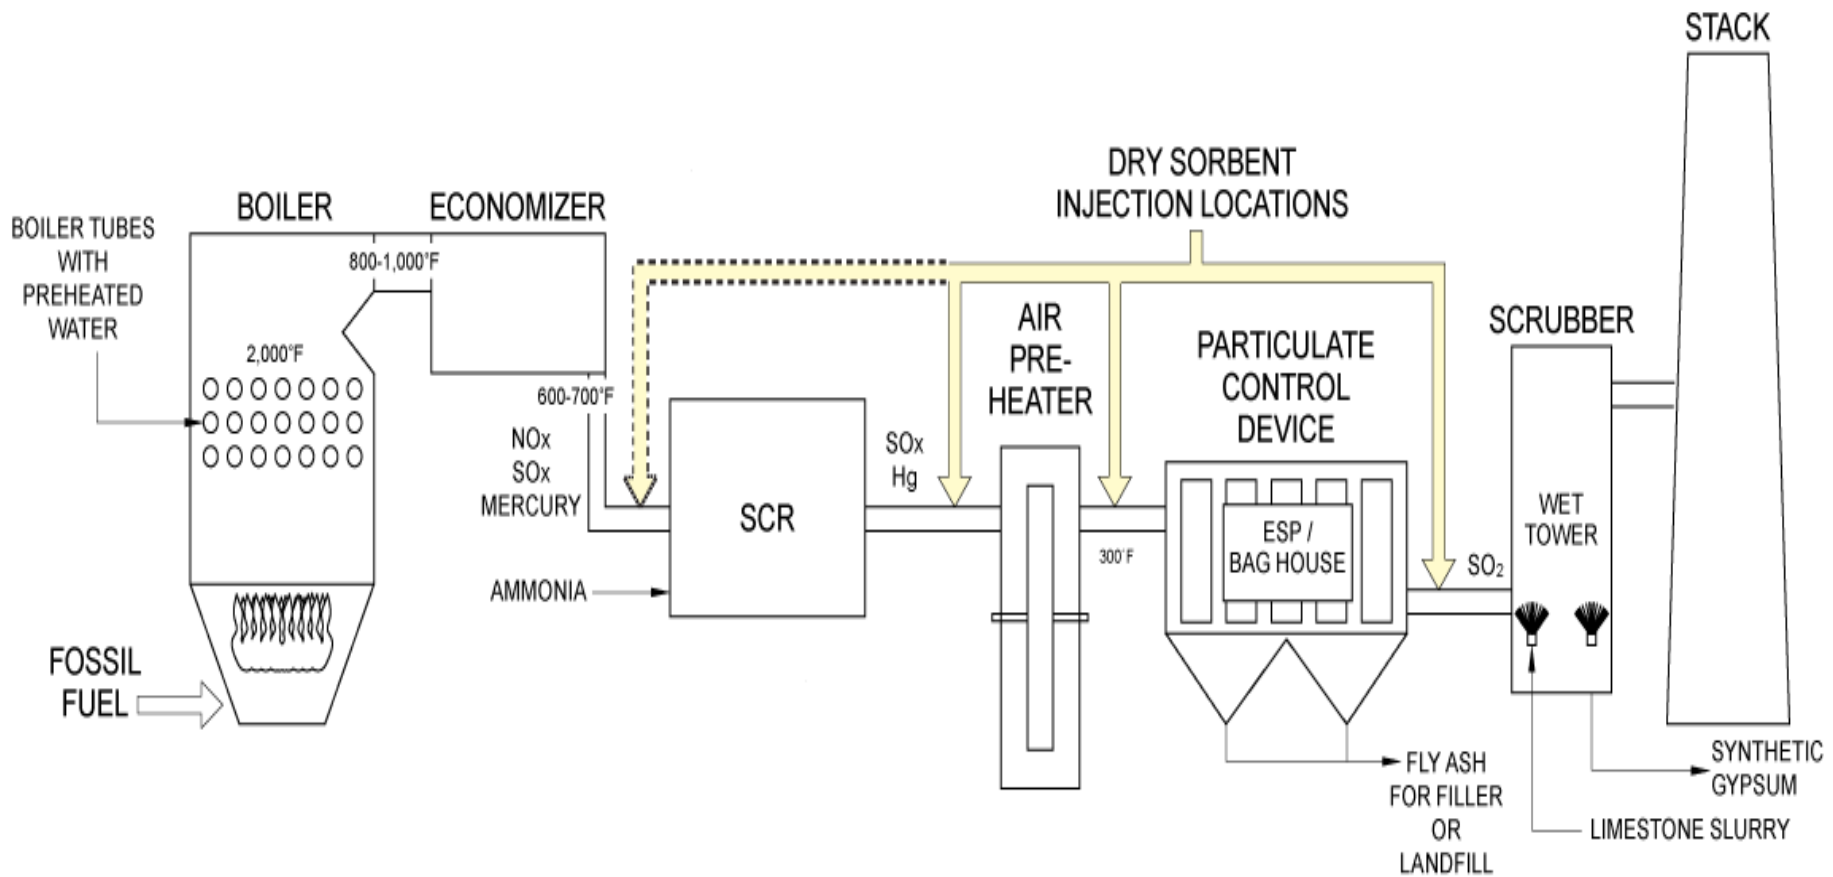 STACK
DRY SORBENT
INJECTION LOCATIONS
BOILER
ECONOMIZER
BOILER TUBES
WITH
PREHEATED
WATER
800-1,000°F
2,000°F
600-700°F
NOx
SOx
MERCURY
AMMONIA
SCR
SOx
Hg
AIR
PRE-
HEATER
300°F
PARTICULATE
CONTROL
DEVICE
ESP /
BAG HOUSE
SO₂
SCRUBBER
WET
TOWER
FOSSIL
FUEL
FLY ASH
FOR FILLER
OR
LANDFILL
SYNTHETIC
GYPSUM
LIMESTONE SLURRY